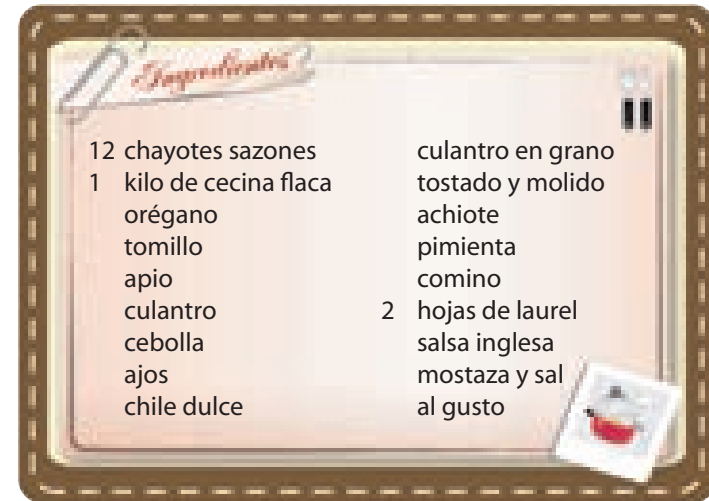 Ingredientes
12 chayotes sazones
1 kilo de cecina flaca
orégano
tomillo
apio
culantro
cebolla
ajos
chile dulce
culantro en grano
tostado y molido
achiote
pimienta
comino
2 hojas de laurel
salsa inglesa
mostaza y sal
al gusto